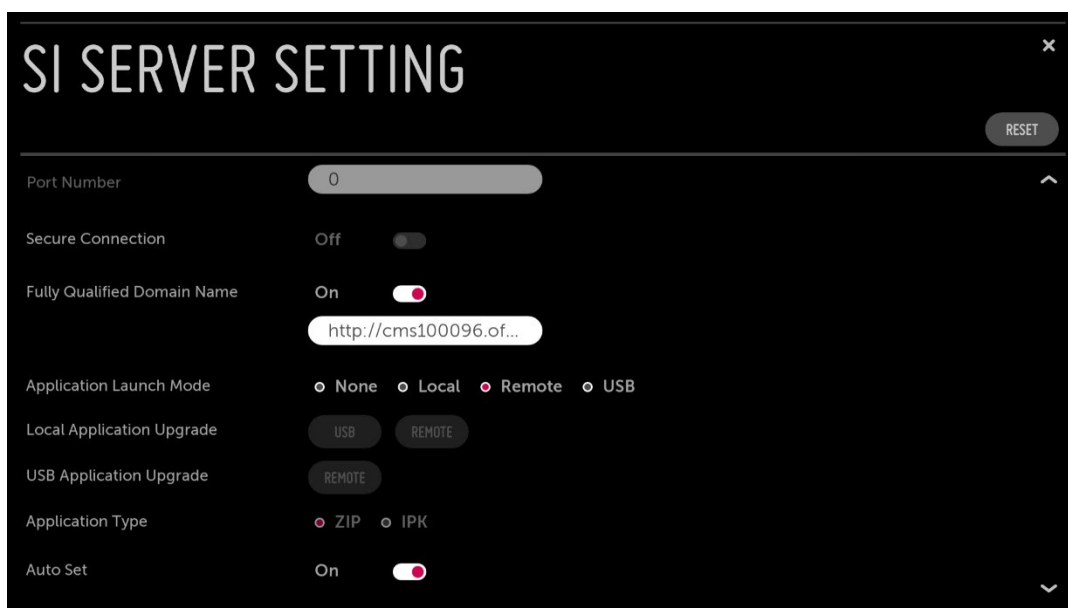 SI SERVER SETTING
RESET
Port Number 0
Secure Connection Off
Fully Qualified Domain Name On
http://cms100096.of...
Application Launch Mode None Local Remote USB
Local Application Upgrade USB REMOTE
USB Application Upgrade REMOTE
Application Type ZIP IPK
Auto Set On